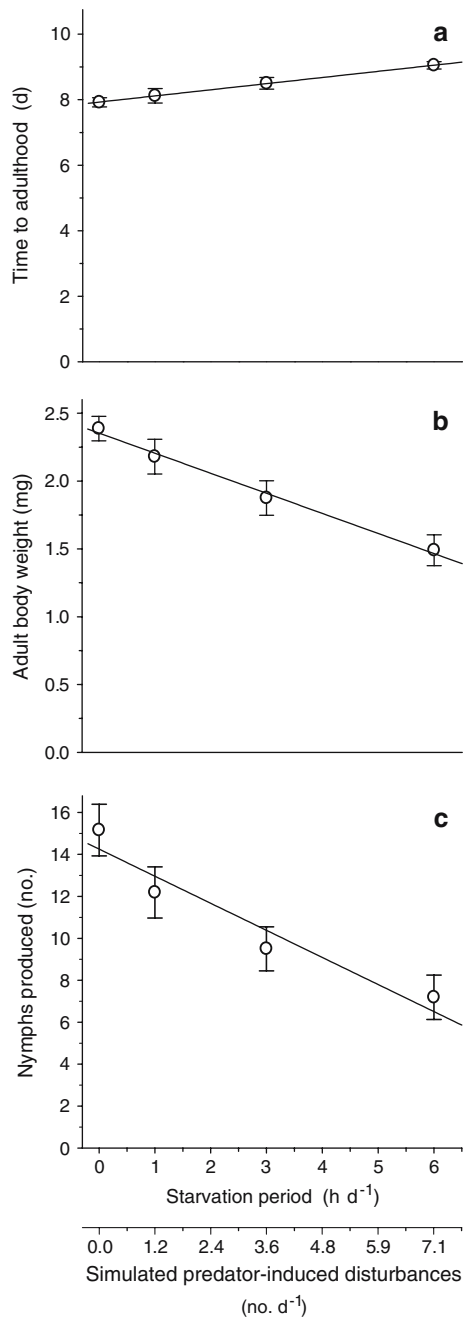 a
10
8
6
4
2
0
Time to adulthood (d)
b
2.5
2.0
1.5
1.0
0.5
0.0
Adult body weight (mg)
c
16
14
12
10
8
6
4
2
0
Nymphs produced (no.)
0 1 2 3 4 5 6
Starvation period (h d⁻¹)
0.0 1.2 2.4 3.6 4.8 5.9 7.1
Simulated predator-induced disturbances
(no. d⁻¹)